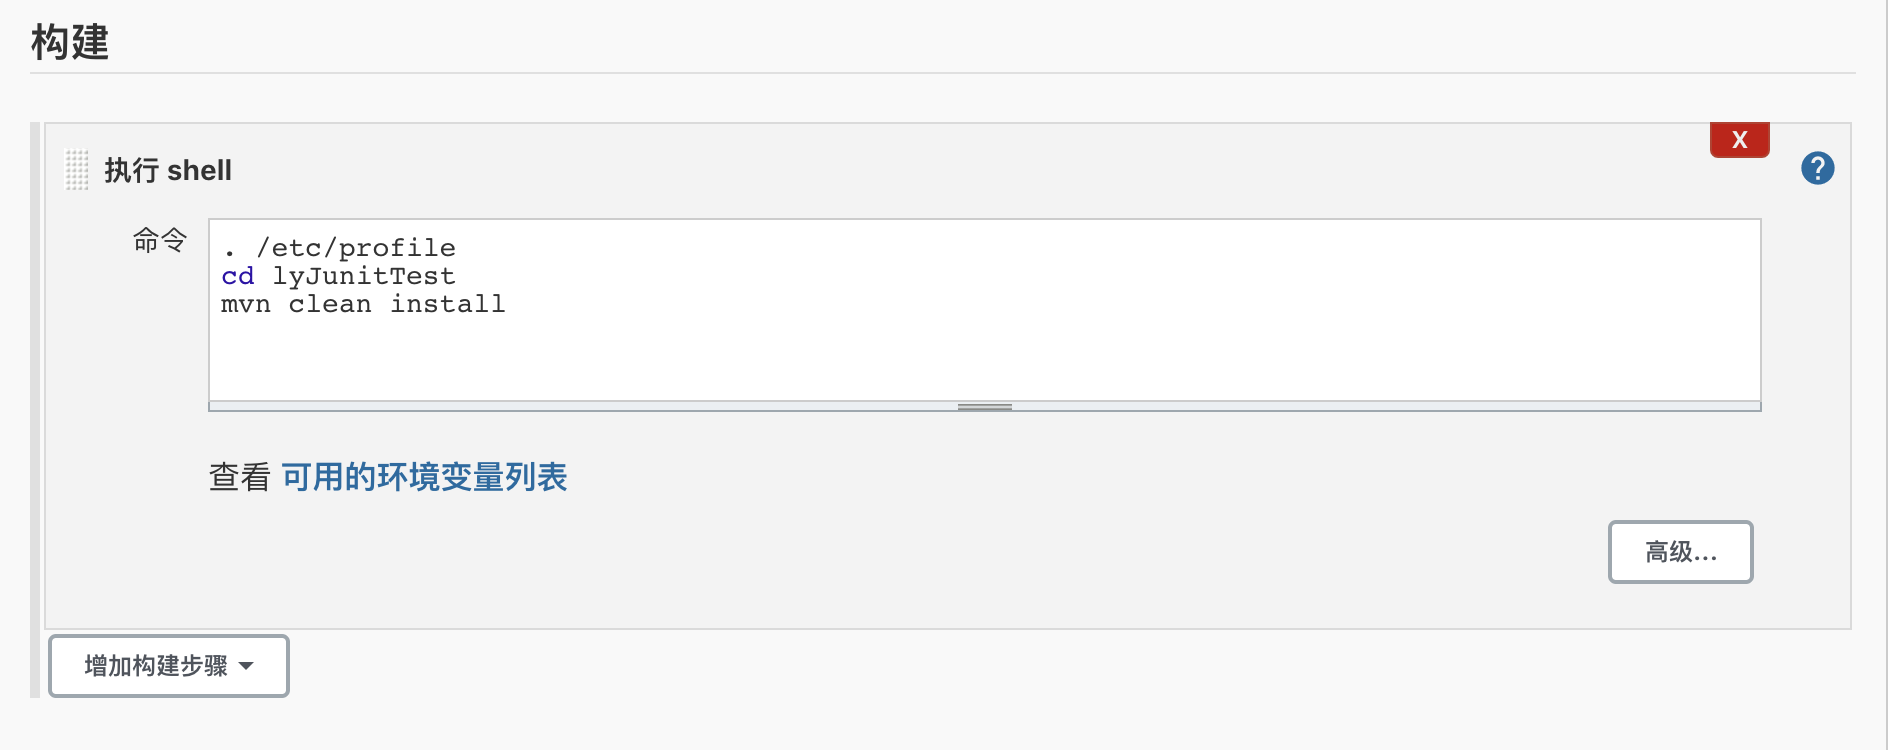 构建
X
执行 shell
?
命令
. /etc/profile
cd lyJunitTest
mvn clean install
查看 可用的环境变量列表
高级...
增加构建步骤